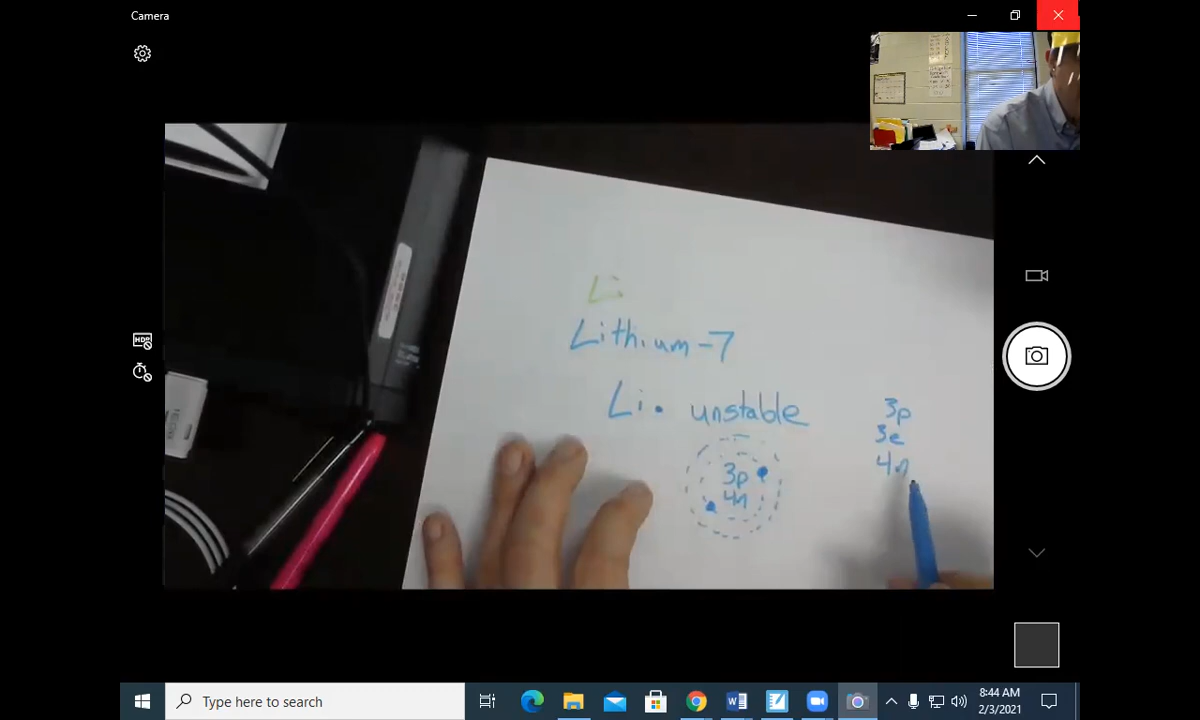 Camera
Li
Lithium-7
Li. unstable
3p
4n
3p
3e
4n
Type here to search
8:44 AM
2/3/2021